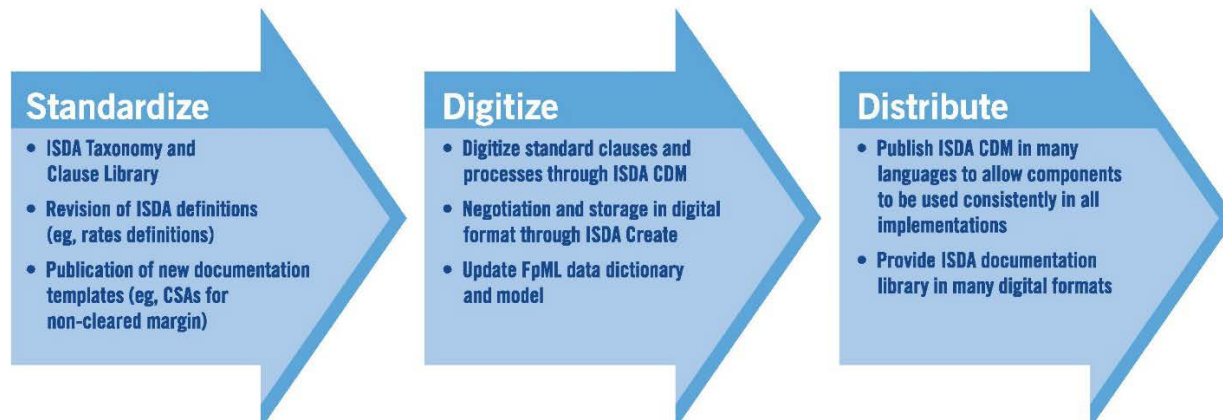 Standardize
• ISDA Taxonomy and
Clause Library
• Revision of ISDA definitions
(eg, rates definitions)
• Publication of new documentation
templates (eg, CSAs for
non-cleared margin)
Digitize
• Digitize standard clauses and
processes through ISDA CDM
• Negotiation and storage in digital
format through ISDA Create
• Update FpML data dictionary
and model
Distribute
• Publish ISDA CDM in many
languages to allow components
to be used consistently in all
implementations
• Provide ISDA documentation
library in many digital formats